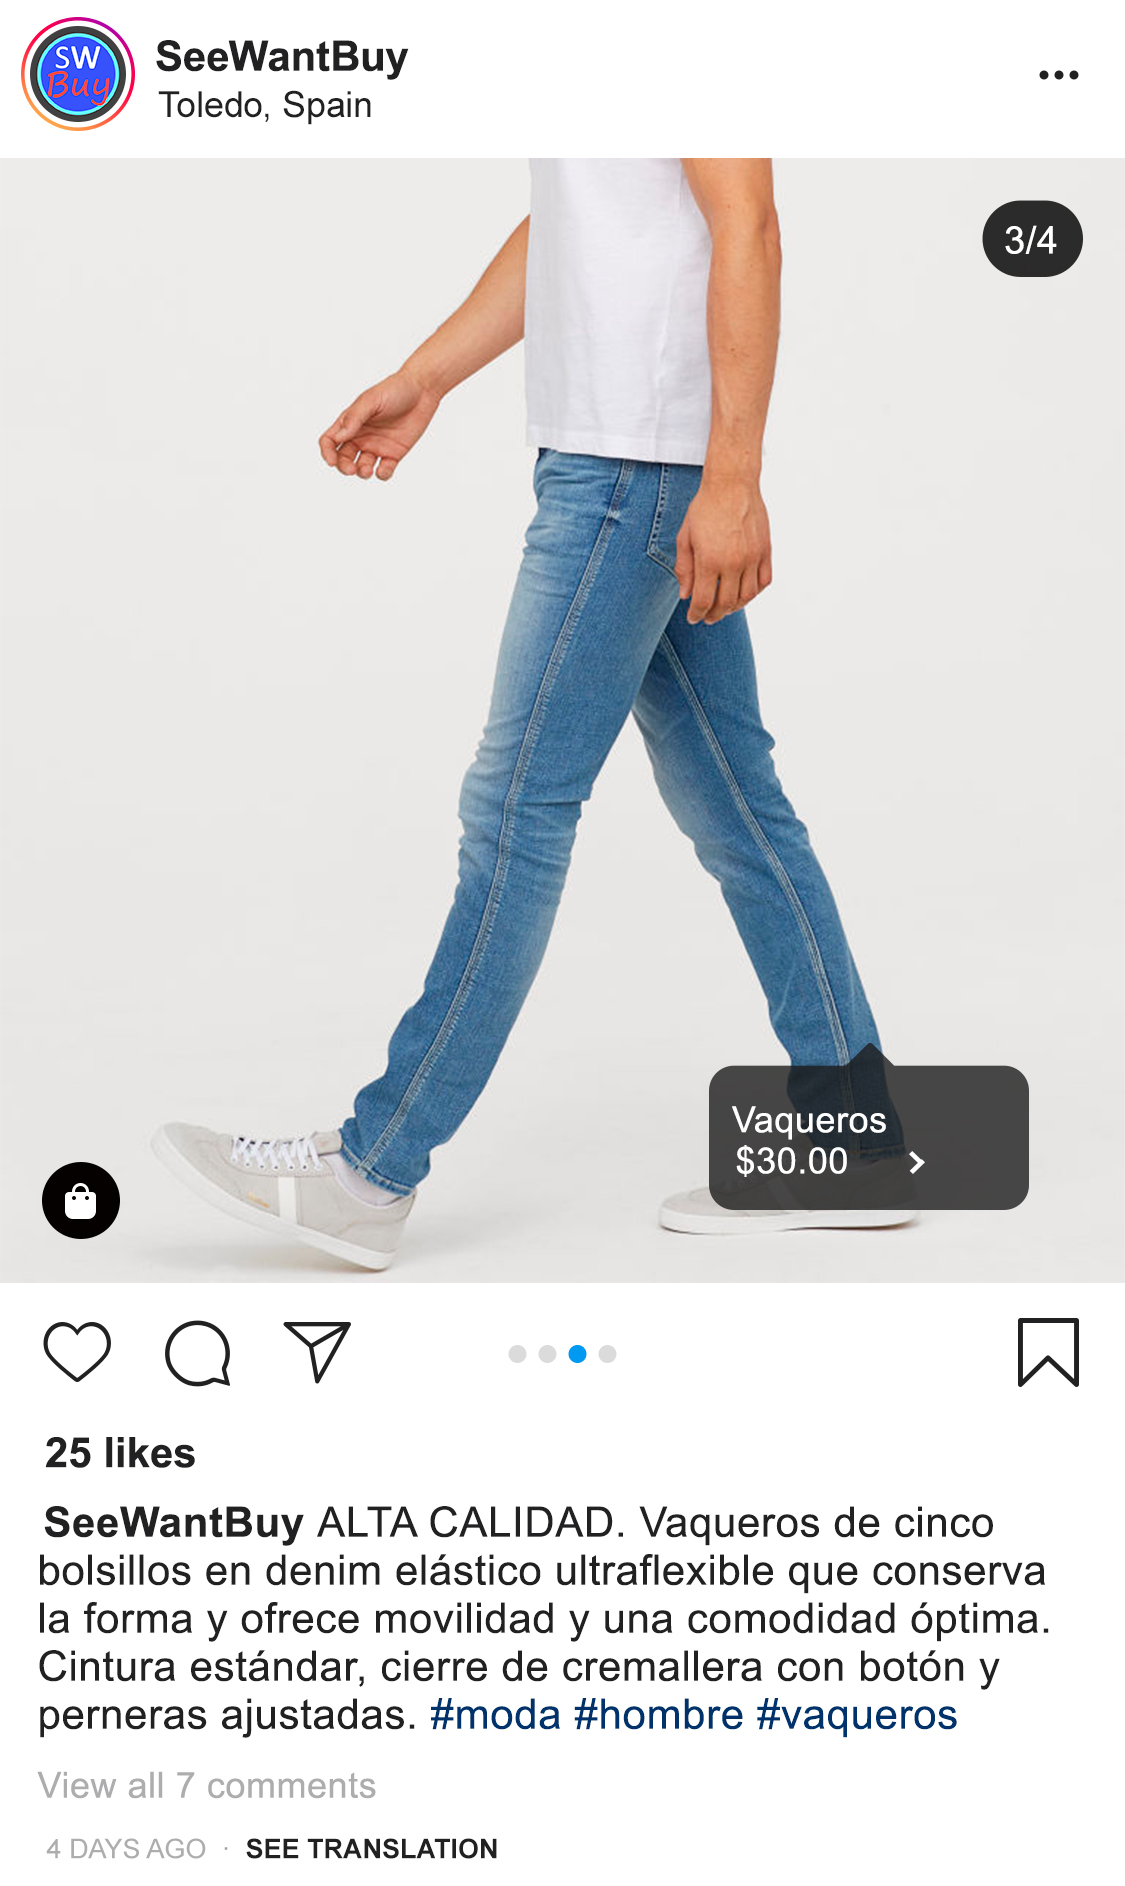 SW
Buy
SeeWantBuy
Toledo, Spain
3/4
Vaqueros
$30.00
25 likes
SeeWantBuy ALTA CALIDAD. Vaqueros de cinco
bolsillos en denim elástico ultraflexible que conserva
la forma y ofrece movilidad y una comodidad óptima.
Cintura estándar, cierre de cremallera con botón y
perneras ajustadas. #moda #hombre #vaqueros
View all 7 comments
4 DAYS AGO · SEE TRANSLATION